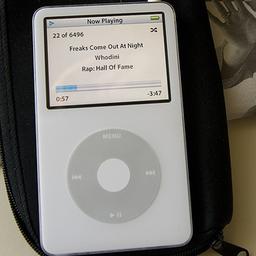 Now Playing
22 of 6496
Freaks Come Out At Night
Whodini
Rap: Hall Of Fame
0:57 -3:47
MENU